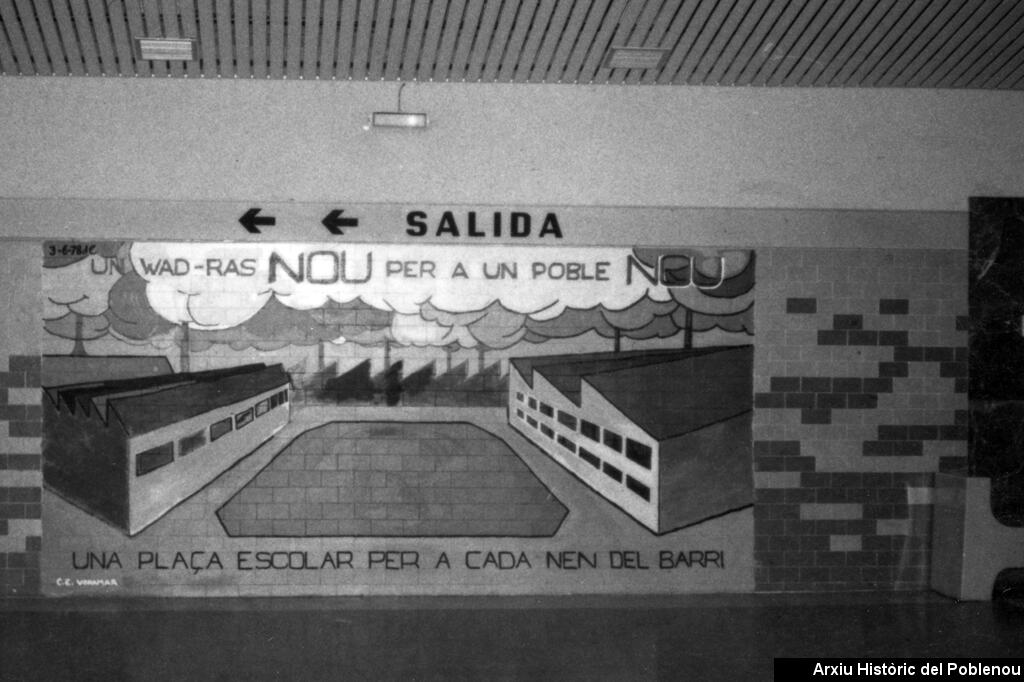 SALIDA
3-6-78.1C
UN WAD-RAS NOU PER A UN POBLE NOU
UNA PLAÇA ESCOLAR PER A CADA NEN DEL BARRI
C.E. VORAMAR
Arxiu Històric del Poblenou